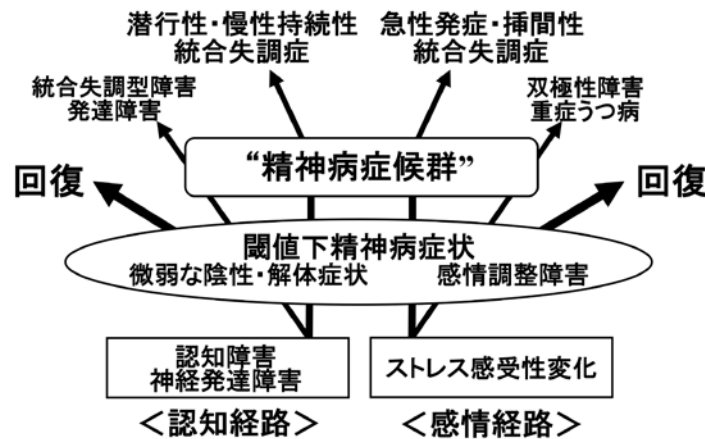 潜行性・慢性持続性
統合失調症
急性発症・挿間性
統合失調症
統合失調型障害
発達障害
双極性障害
重症うつ病
“精神病症候群”
回復
回復
閾値下精神病症状
微弱な陰性・解体症状
感情調整障害
認知障害
神経発達障害
ストレス感受性変化
＜認知経路＞
＜感情経路＞